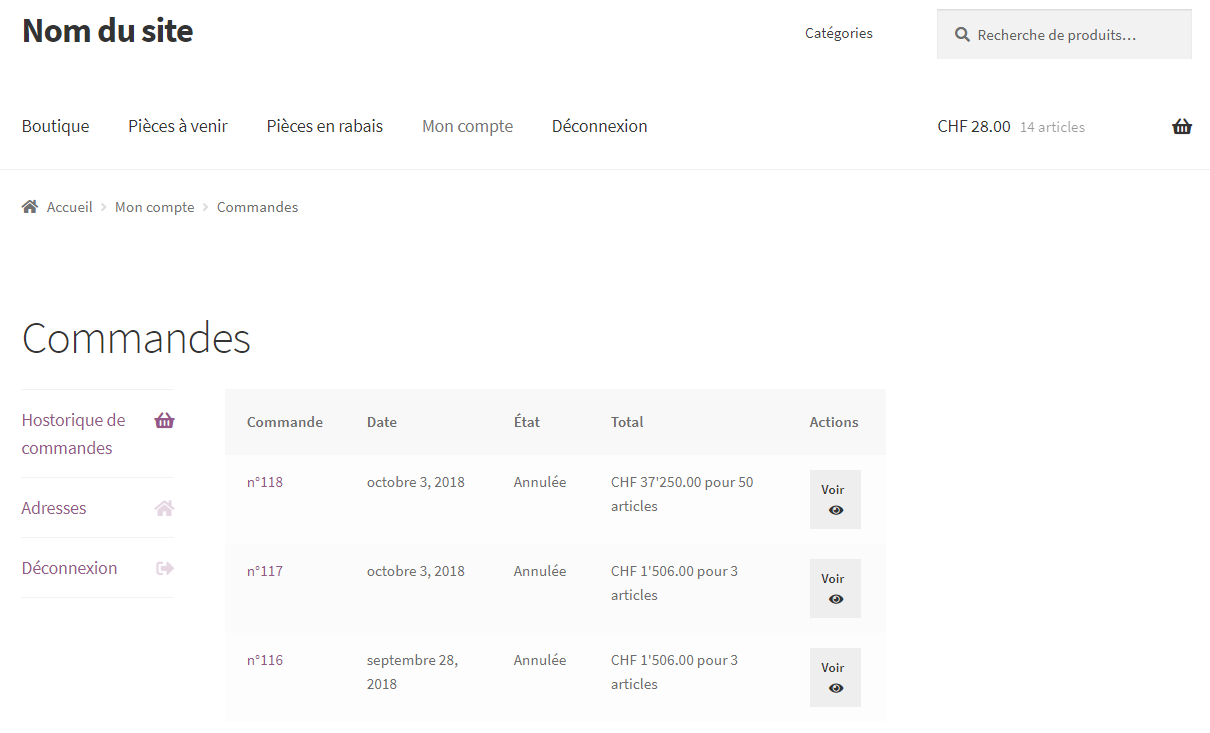 Nom du site
Catégories
Recherche de produits…
Boutique Pièces à venir Pièces en rabais Mon compte Déconnexion
CHF 28.00 14 articles
Accueil Mon compte Commandes
Commandes
Hostorique de
commandes
Adresses
Déconnexion
Commande Date État Total Actions
n°118 octobre 3, 2018 Annulée CHF 37'250.00 pour 50
articles
Voir
n°117 octobre 3, 2018 Annulée CHF 1'506.00 pour 3
articles
Voir
n°116 septembre 28,
2018
Annulée CHF 1'506.00 pour 3
articles
Voir